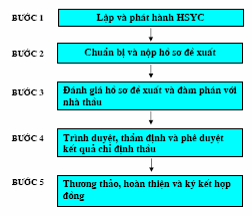 BƯỚC 1
Lập và phát hành HSYC
BƯỚC 2
Chuẩn bị và nộp hồ sơ đề xuất
BƯỚC 3
Đánh giá hồ sơ đề xuất và đàm phán với
nhà thầu
BƯỚC 4
Trình duyệt, thẩm định và phê duyệt
kết quả chỉ định thầu
BƯỚC 5
Thương thảo, hoàn thiện và ký kết hợp
đồng